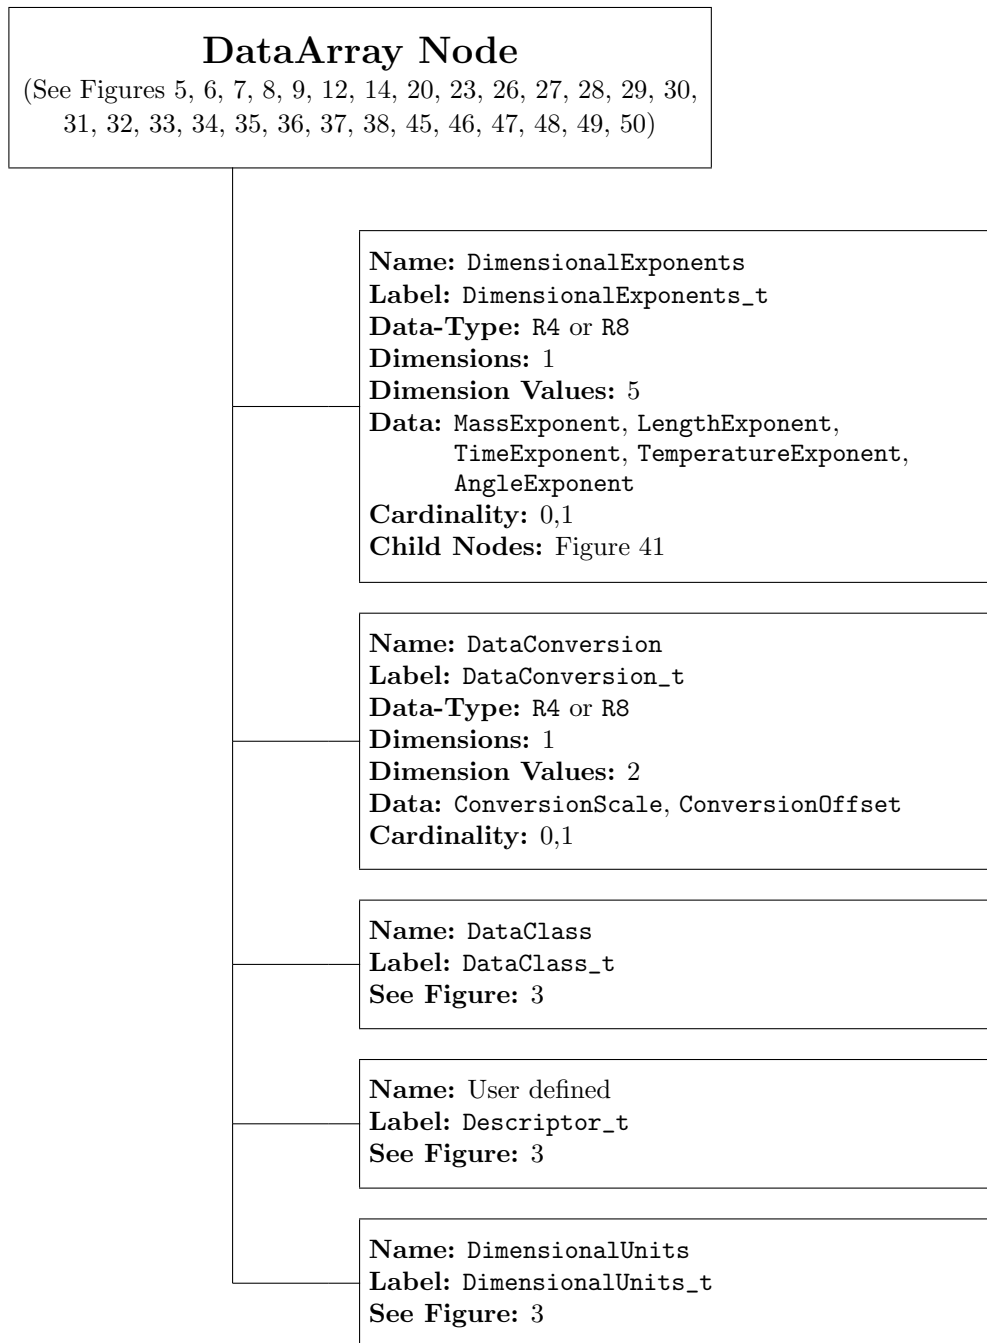 DataArray Node
(See Figures 5, 6, 7, 8, 9, 12, 14, 20, 23, 26, 27, 28, 29, 30,
31, 32, 33, 34, 35, 36, 37, 38, 45, 46, 47, 48, 49, 50)
Name: DimensionalExponents
Label: DimensionalExponents_t
Data-Type: R4 or R8
Dimensions: 1
Dimension Values: 5
Data: MassExponent, LengthExponent,
TimeExponent, TemperatureExponent,
AngleExponent
Cardinality: 0,1
Child Nodes: Figure 41
Name: DataConversion
Label: DataConversion_t
Data-Type: R4 or R8
Dimensions: 1
Dimension Values: 2
Data: ConversionScale, ConversionOffset
Cardinality: 0,1
Name: DataClass
Label: DataClass_t
See Figure: 3
Name: User defined
Label: Descriptor_t
See Figure: 3
Name: DimensionalUnits
Label: DimensionalUnits_t
See Figure: 3